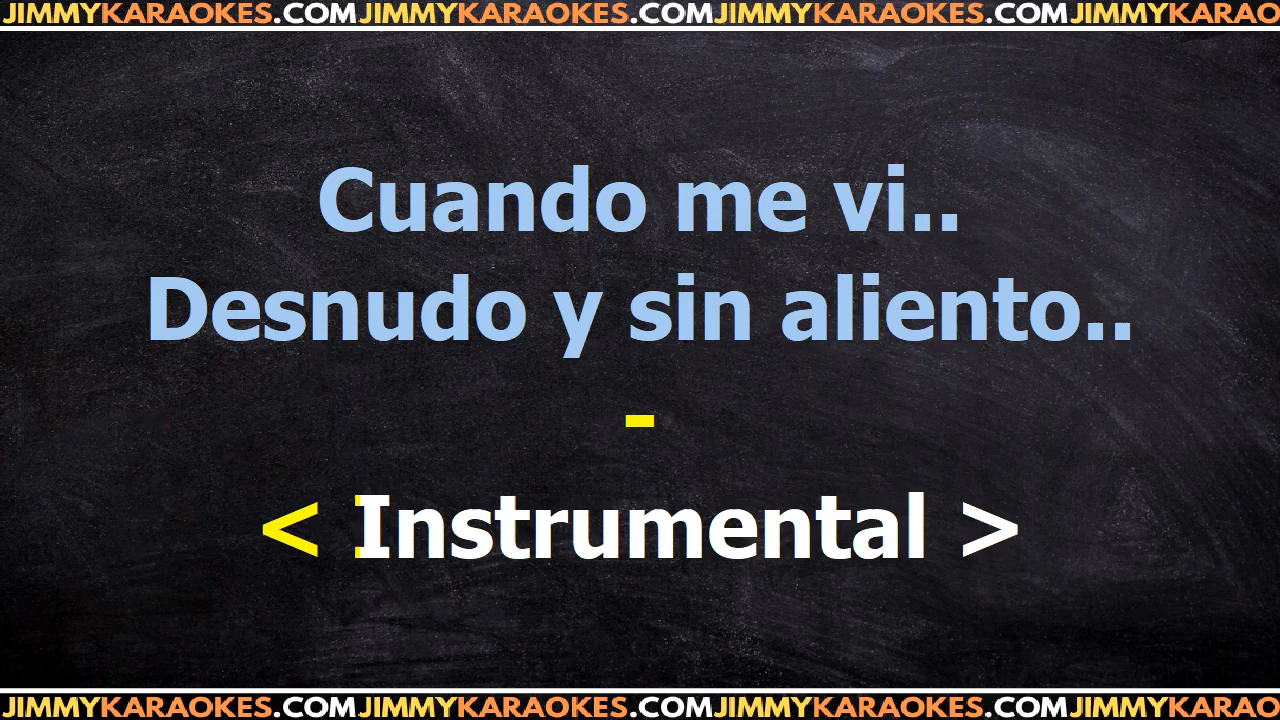 JIMMYKARAOKES.COMJIMMYKARAOKES.COMJIMMYKARAOKES.COMJIMMYKARAO
Cuando me vi..
Desnudo y sin aliento..
-
< Instrumental >
JIMMYKARAOKES.COMJIMMYKARAOKES.COMJIMMYKARAOKES.COMJIMMYKARAO